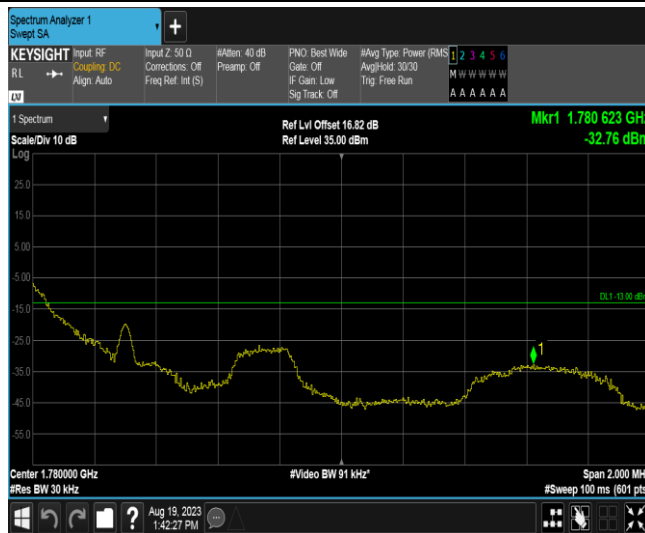 Spectrum Analyzer 1
Swept SA
+
KEYSIGHT
RL
Input: RF
Coupling: DC
Align: Auto
Input Z: 50 Ω
Corrections: Off
Freq Ref: Int (S)
#Atten: 40 dB
Preamp: Off
PNO: Best Wide
Gate: Off
IF Gain: Low
Sig Track: Off
#Avg Type: Power (RMS
Avg|Hold: 30/30
Trig: Free Run
1 2 3 4 5 6
M W W W W W
A A A A A A
LXI
1 Spectrum
Scale/Div 10 dB
Log
Ref Lvl Offset 16.82 dB
Ref Level 35.00 dBm
Mkr1 1.780 623 GHz
-32.76 dBm
25.0
15.0
5.00
-5.00
DL1 -13.00 dBm
-15.0
-25.0
1
-35.0
-45.0
-55.0
Center 1.780000 GHz
#Res BW 30 kHz
#Video BW 91 kHz*
Span 2.000 MH
#Sweep 100 ms (601 pts
?
Aug 19, 2023
1:42:27 PM